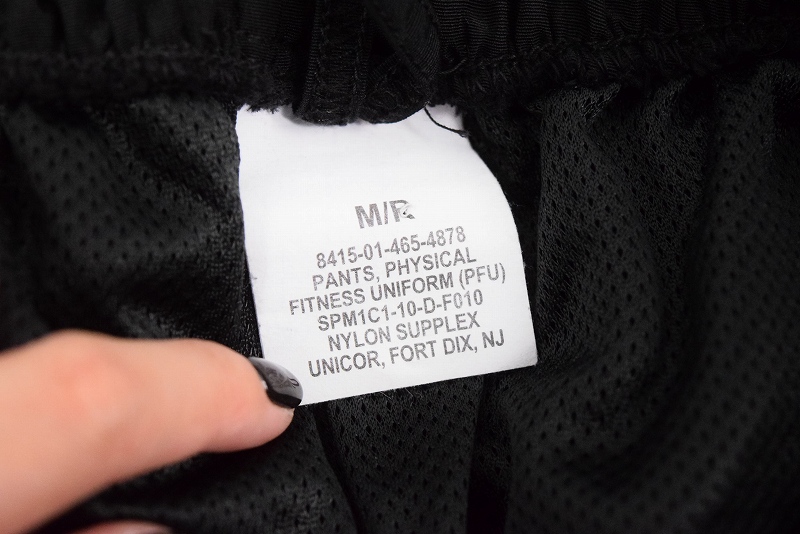 M/R
8415-01-465-4878
PANTS, PHYSICAL
FITNESS UNIFORM (PFU)
SPM1C1-10-D-F010
NYLON SUPPLEX
UNICOR, FORT DIX, NJ